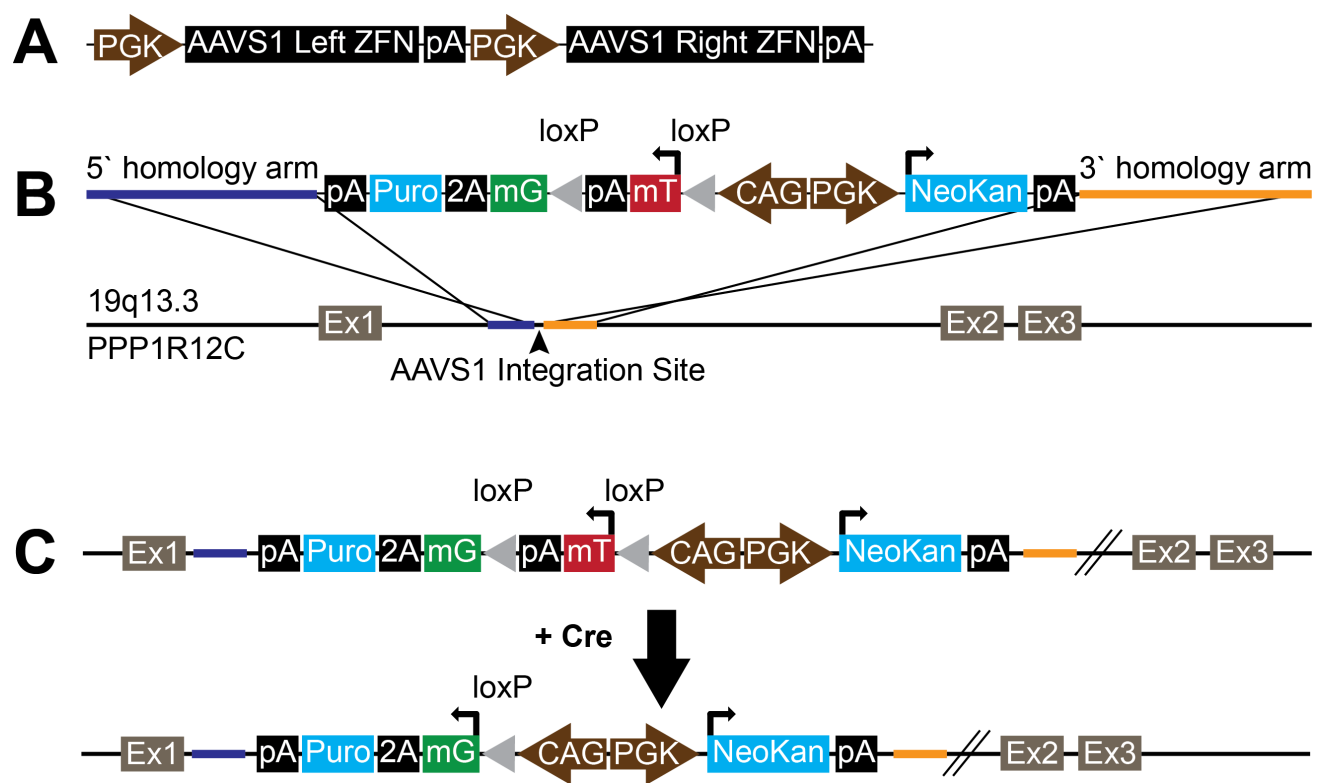 A
PGK AAVS1 Left ZFN pA PGK AAVS1 Right ZFN pA
loxP loxP
B
5` homology arm 3` homology arm
pA Puro 2A mG pA mT CAG PGK NeoKan pA
19q13.3
Ex1 Ex2 Ex3
PPP1R12C
AAVS1 Integration Site
loxP loxP
C
Ex1 pA Puro 2A mG pA mT CAG PGK NeoKan pA Ex2 Ex3
+ Cre
loxP
Ex1 pA Puro 2A mG CAG PGK NeoKan pA Ex2 Ex3